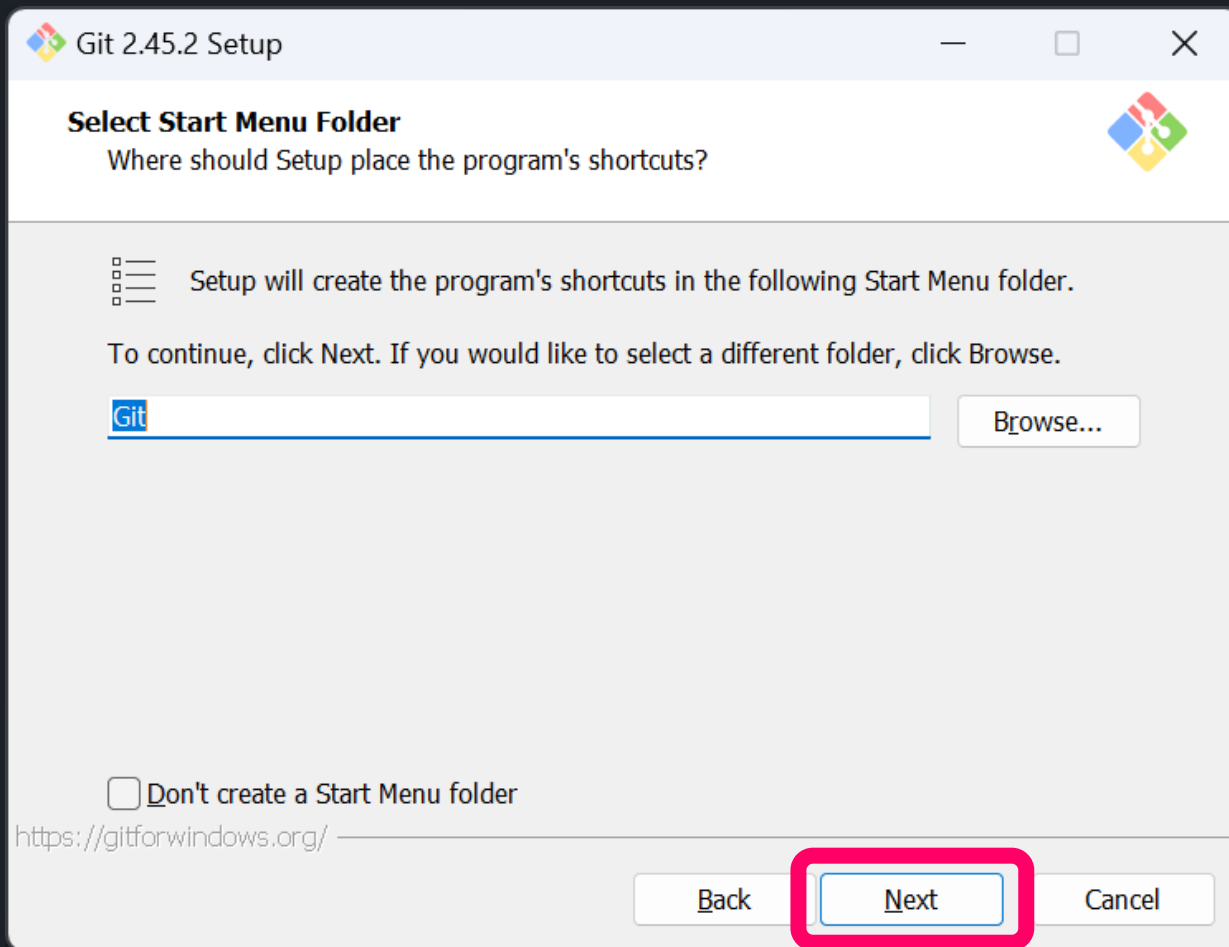 Git 2.45.2 Setup
Select Start Menu Folder
Where should Setup place the program's shortcuts?
Setup will create the program's shortcuts in the following Start Menu folder.
To continue, click Next. If you would like to select a different folder, click Browse.
Git
Browse...
Don't create a Start Menu folder
https://gitforwindows.org/
Back
Next
Cancel